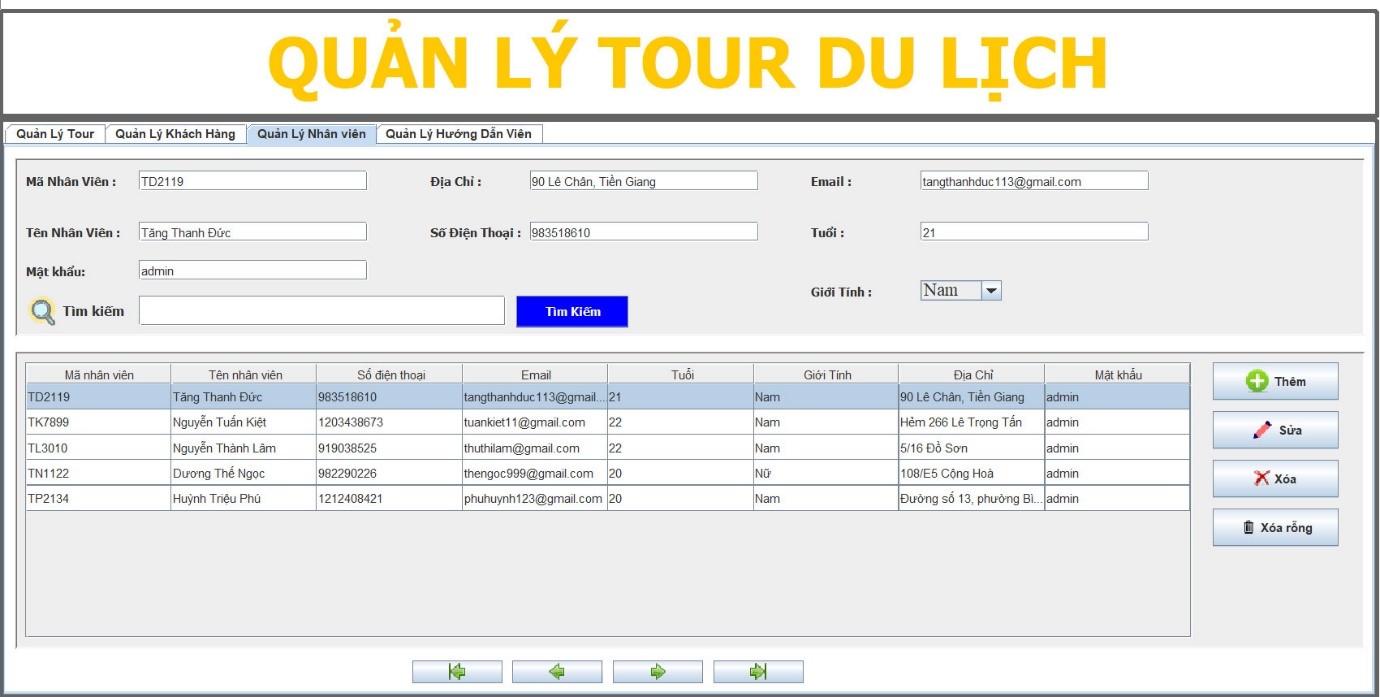 QUẢN LÝ TOUR DU LỊCH
Quản Lý Tour Quản Lý Khách Hàng Quản Lý Nhân viên Quản Lý Hướng Dẫn Viên
Mã Nhân Viên : TD2119 Địa Chỉ : 90 Lê Chân, Tiền Giang Email : tangthanhduc113@gmail.com
Tên Nhân Viên : Tăng Thanh Đức Số Điện Thoại : 983518610 Tuổi : 21
Mật khẩu: admin
Giới Tính : Nam
Tìm kiếm Tìm Kiếm
Mã nhân viên Tên nhân viên Số điện thoại Email Tuổi Giới Tính Địa Chỉ Mật khẩu
TD2119 Tăng Thanh Đức 983518610 tangthanhduc113@gmail... 21 Nam 90 Lê Chân, Tiền Giang admin
TK7899 Nguyễn Tuấn Kiệt 1203438673 tuankiet11@gmail.com 22 Nam Hẻm 266 Lê Trọng Tấn admin
TL3010 Nguyễn Thành Lâm 919038525 thuthilam@gmail.com 22 Nam 5/16 Đồ Sơn admin
TN1122 Dương Thế Ngọc 982290226 thengoc999@gmail.com 20 Nữ 108/E5 Cộng Hoà admin
TP2134 Huỳnh Triệu Phú 1212408421 phuhuynh123@gmail.com 20 Nam Đường số 13, phường Bì... admin
Thêm
Sửa
Xóa
Xóa rỗng